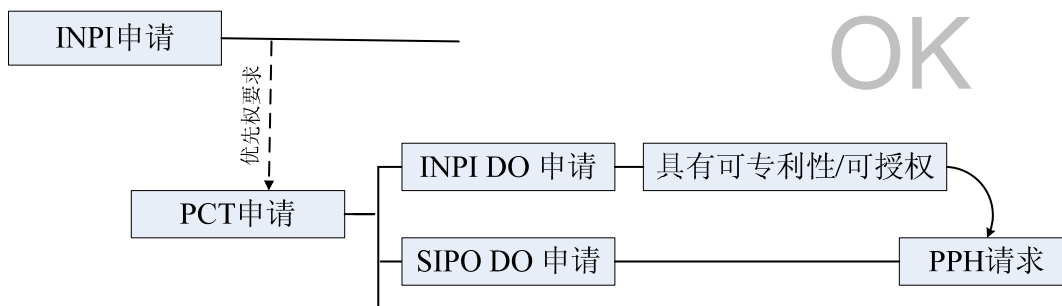 INPI申请
OK
优先权要求
INPI DO 申请
具有可专利性/可授权
PCT申请
SIPO DO 申请
PPH请求